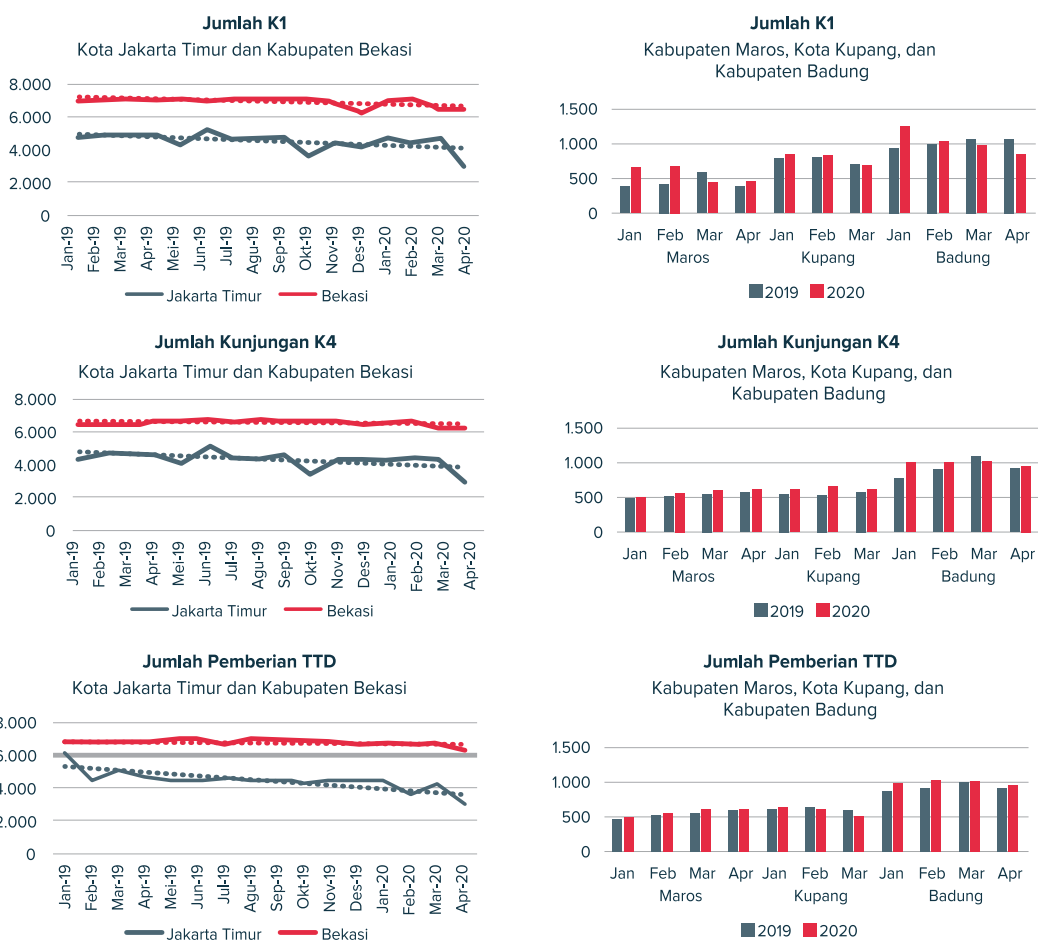 Jumlah K1
Kota Jakarta Timur dan Kabupaten Bekasi
8.000
6.000
4.000
2.000
0
Jan-19 Feb-19 Mar-19 Apr-19 Mei-19 Jun-19 Jul-19 Agu-19 Sep-19 Okt-19 Nov-19 Des-19 Jan-20 Feb-20 Mar-20 Apr-20
Jakarta Timur Bekasi
Jumlah K1
Kabupaten Maros, Kota Kupang, dan
Kabupaten Badung
1.500
1.000
500
0
Jan Feb Mar Apr Jan Feb Mar Jan Feb Mar Apr
Maros Kupang Badung
2019 2020
Jumlah Kunjungan K4
Kota Jakarta Timur dan Kabupaten Bekasi
8.000
6.000
4.000
2.000
0
Jan-19 Feb-19 Mar-19 Apr-19 Mei-19 Jun-19 Jul-19 Agu-19 Sep-19 Okt-19 Nov-19 Des-19 Jan-20 Feb-20 Mar-20 Apr-20
Jakarta Timur Bekasi
Jumlah Kunjungan K4
Kabupaten Maros, Kota Kupang, dan
Kabupaten Badung
1.500
1.000
500
0
Jan Feb Mar Apr Jan Feb Mar Jan Feb Mar Apr
Maros Kupang Badung
2019 2020
Jumlah Pemberian TTD
Kota Jakarta Timur dan Kabupaten Bekasi
8.000
6.000
4.000
2.000
0
Jan-19 Feb-19 Mar-19 Apr-19 Mei-19 Jun-19 Jul-19 Agu-19 Sep-19 Okt-19 Nov-19 Des-19 Jan-20 Feb-20 Mar-20 Apr-20
Jakarta Timur Bekasi
Jumlah Pemberian TTD
Kabupaten Maros, Kota Kupang, dan
Kabupaten Badung
1.500
1.000
500
0
Jan Feb Mar Apr Jan Feb Mar Jan Feb Mar Apr
Maros Kupang Badung
2019 2020